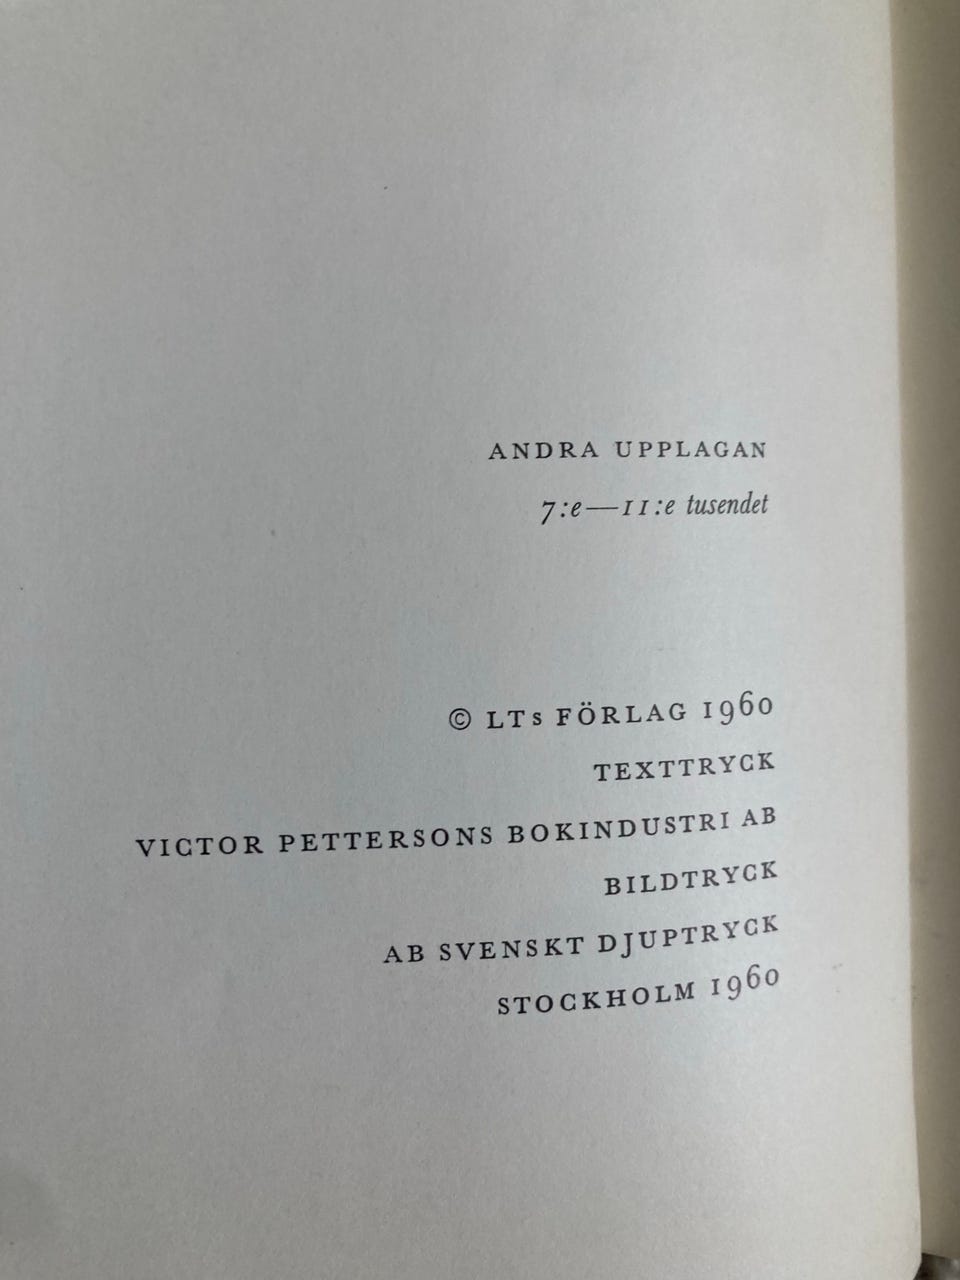 ANDRA UPPLAGAN
7:e—11:e tusendet
© LTs FÖRLAG 1960
TEXTTRYCK
VICTOR PETTERSONS BOKINDUSTRI AB
BILDTRYCK
AB SVENSKT DJUPTRYCK
STOCKHOLM 1960